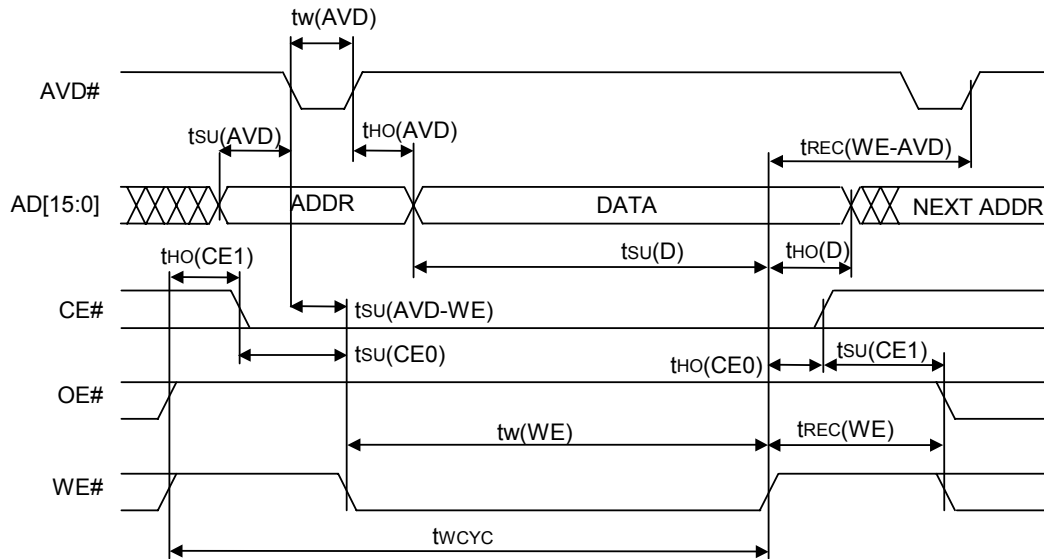 tw(AVD)
AVD#
tSU(AVD)
tHO(AVD)
tREC(WE-AVD)
AD[15:0]
ADDR
DATA
NEXT ADDR
tSU(D)
tHO(D)
tHO(CE1)
CE#
tSU(AVD-WE)
tSU(CE0)
tHO(CE0)
tSU(CE1)
OE#
tw(WE)
tREC(WE)
WE#
tWCYC